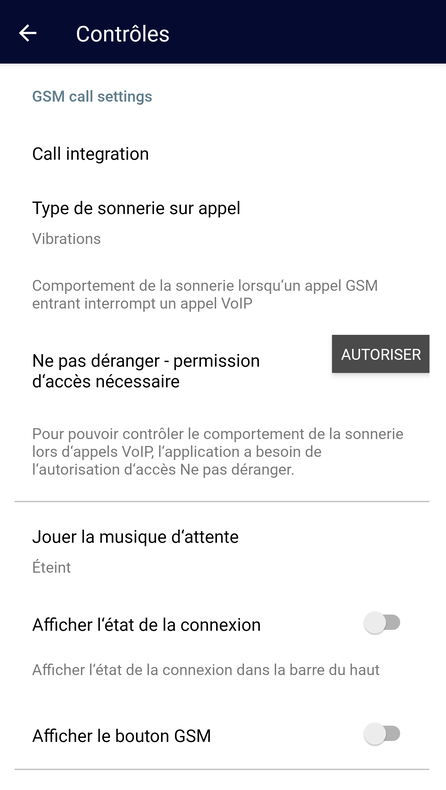 Contrôles
GSM call settings
Call integration
Type de sonnerie sur appel
Vibrations
Comportement de la sonnerie lorsqu‘un appel GSM
entrant interrompt un appel VoIP
Ne pas déranger - permission
d‘accès nécessaire
AUTORISER
Pour pouvoir contrôler le comportement de la sonnerie
lors d‘appels VoIP, l‘application a besoin de
l‘autorisation d‘accès Ne pas déranger.
Jouer la musique d‘attente
Éteint
Afficher l‘état de la connexion
Afficher l‘état de la connexion dans la barre du haut
Afficher le bouton GSM